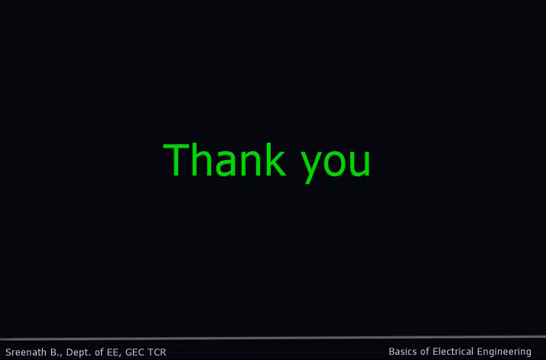 Thank you
Sreenath B., Dept. of EE, GEC TCR
Basics of Electrical Engineering